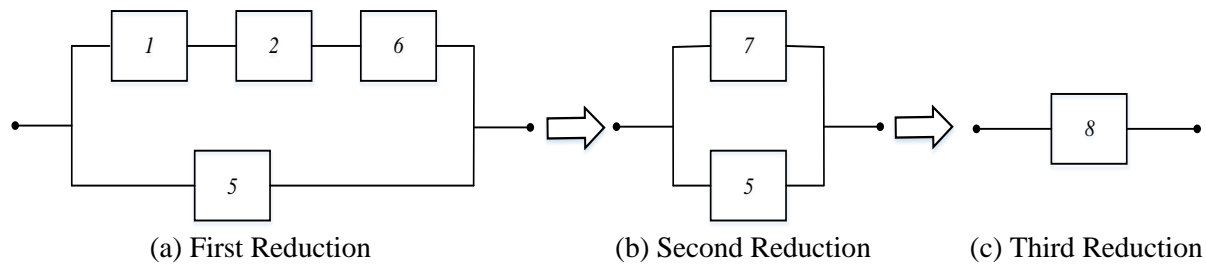 1 2 6
5
(a) First Reduction
7
5
(b) Second Reduction
8
(c) Third Reduction